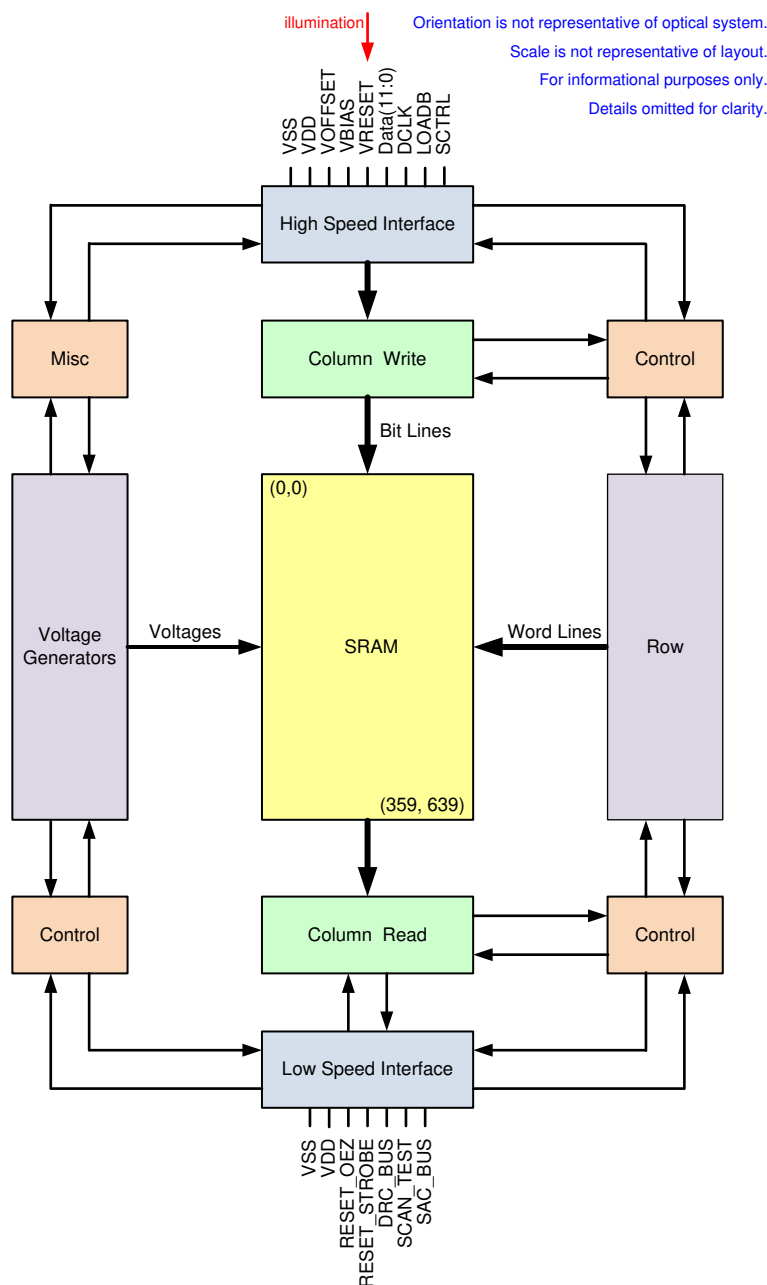 illumination
Orientation is not representative of optical system.
Scale is not representative of layout.
For informational purposes only.
Details omitted for clarity.
VSS
VDD
VOFFSET
VBIAS
VRESET
Data(11:0)
DCLK
LOADB
SCTRL
High Speed Interface
Misc
Column Write
Control
Bit Lines
(0,0)
Voltage
Generators
Voltages
SRAM
Word Lines
Row
(359, 639)
Control
Column Read
Control
Low Speed Interface
VSS
VDD
RESET_OEZ
RESET_STROBE
DRC_BUS
SCAN_TEST
SAC_BUS